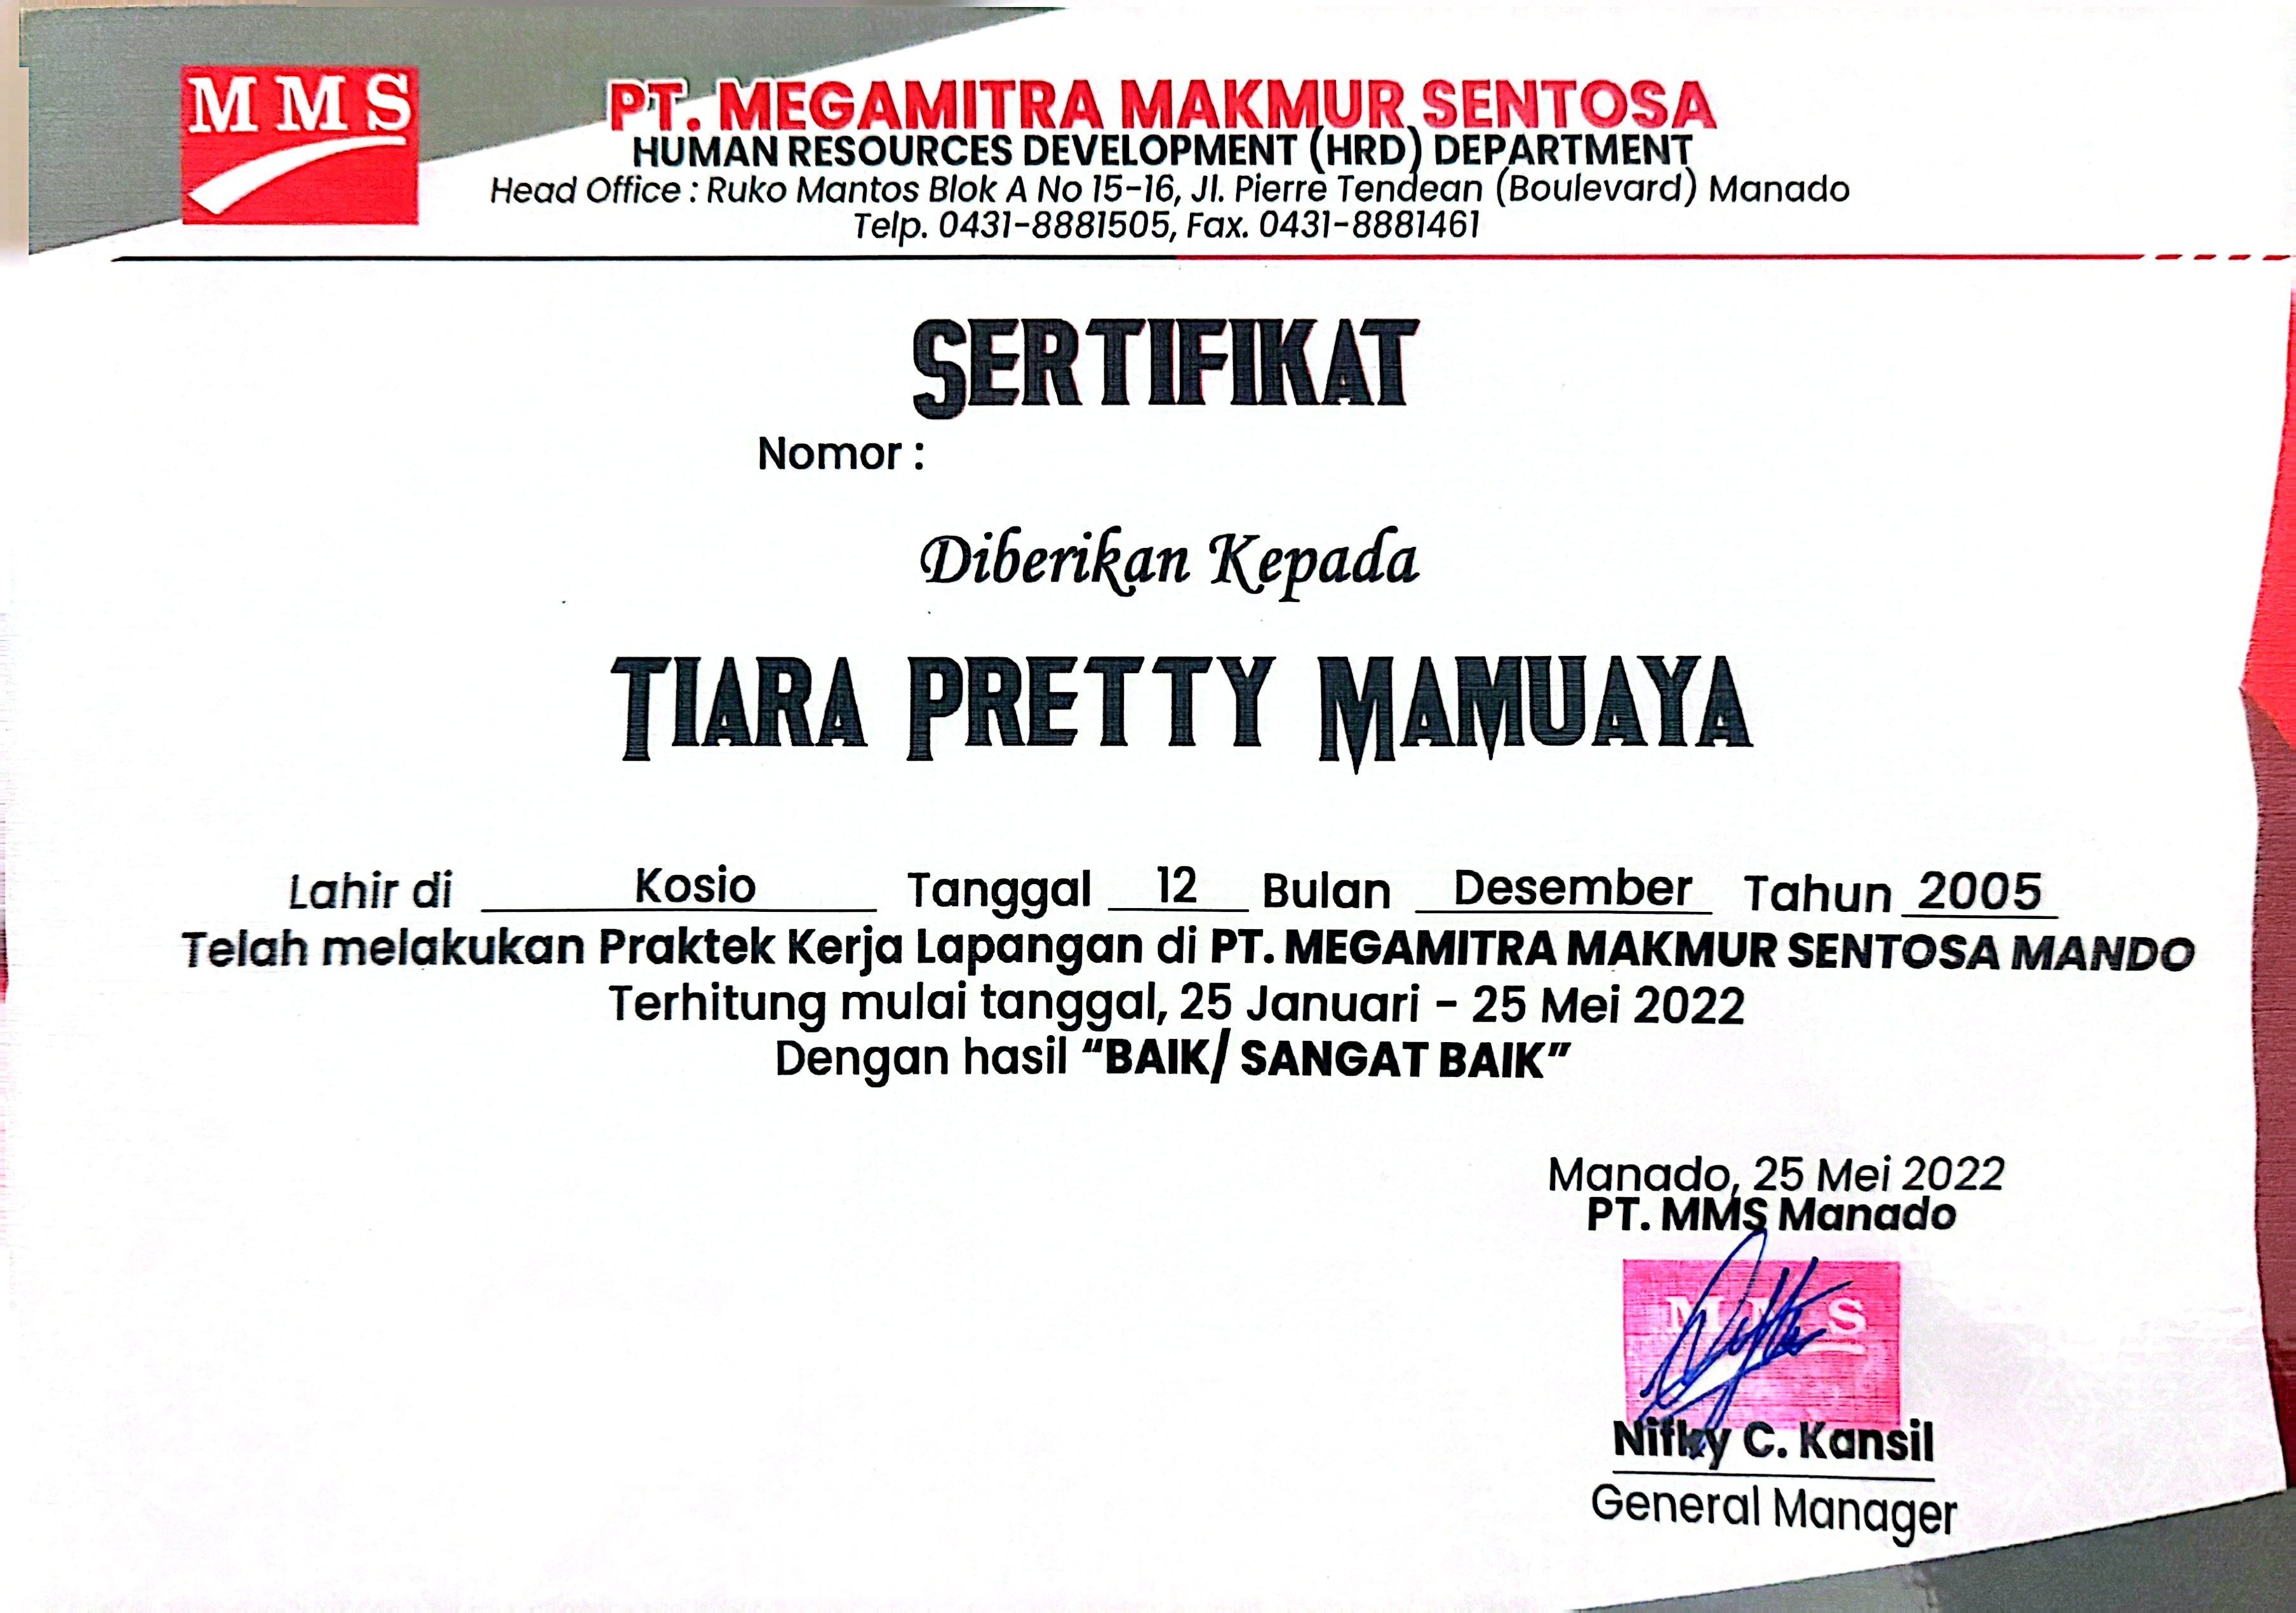 MMS
PT. MEGAMITRA MAKMUR SENTOSA
HUMAN RESOURCES DEVELOPMENT (HRD) DEPARTMENT
Head Office : Ruko Mantos Blok A No 15-16, Jl. Pierre Tendean (Boulevard) Manado
Telp. 0431-8881505, Fax. 0431-8881461
SERTIFIKAT
Nomor :
Diberikan Kepada
TIARA PRETTY MAMUAYA
Lahir di Kosio Tanggal 12 Bulan Desember Tahun 2005
Telah melakukan Praktek Kerja Lapangan di PT. MEGAMITRA MAKMUR SENTOSA MANDO
Terhitung mulai tanggal, 25 Januari - 25 Mei 2022
Dengan hasil “BAIK/ SANGAT BAIK”
Manado, 25 Mei 2022
PT. MMS Manado
MMS
Nifky C. Kansil
General Manager